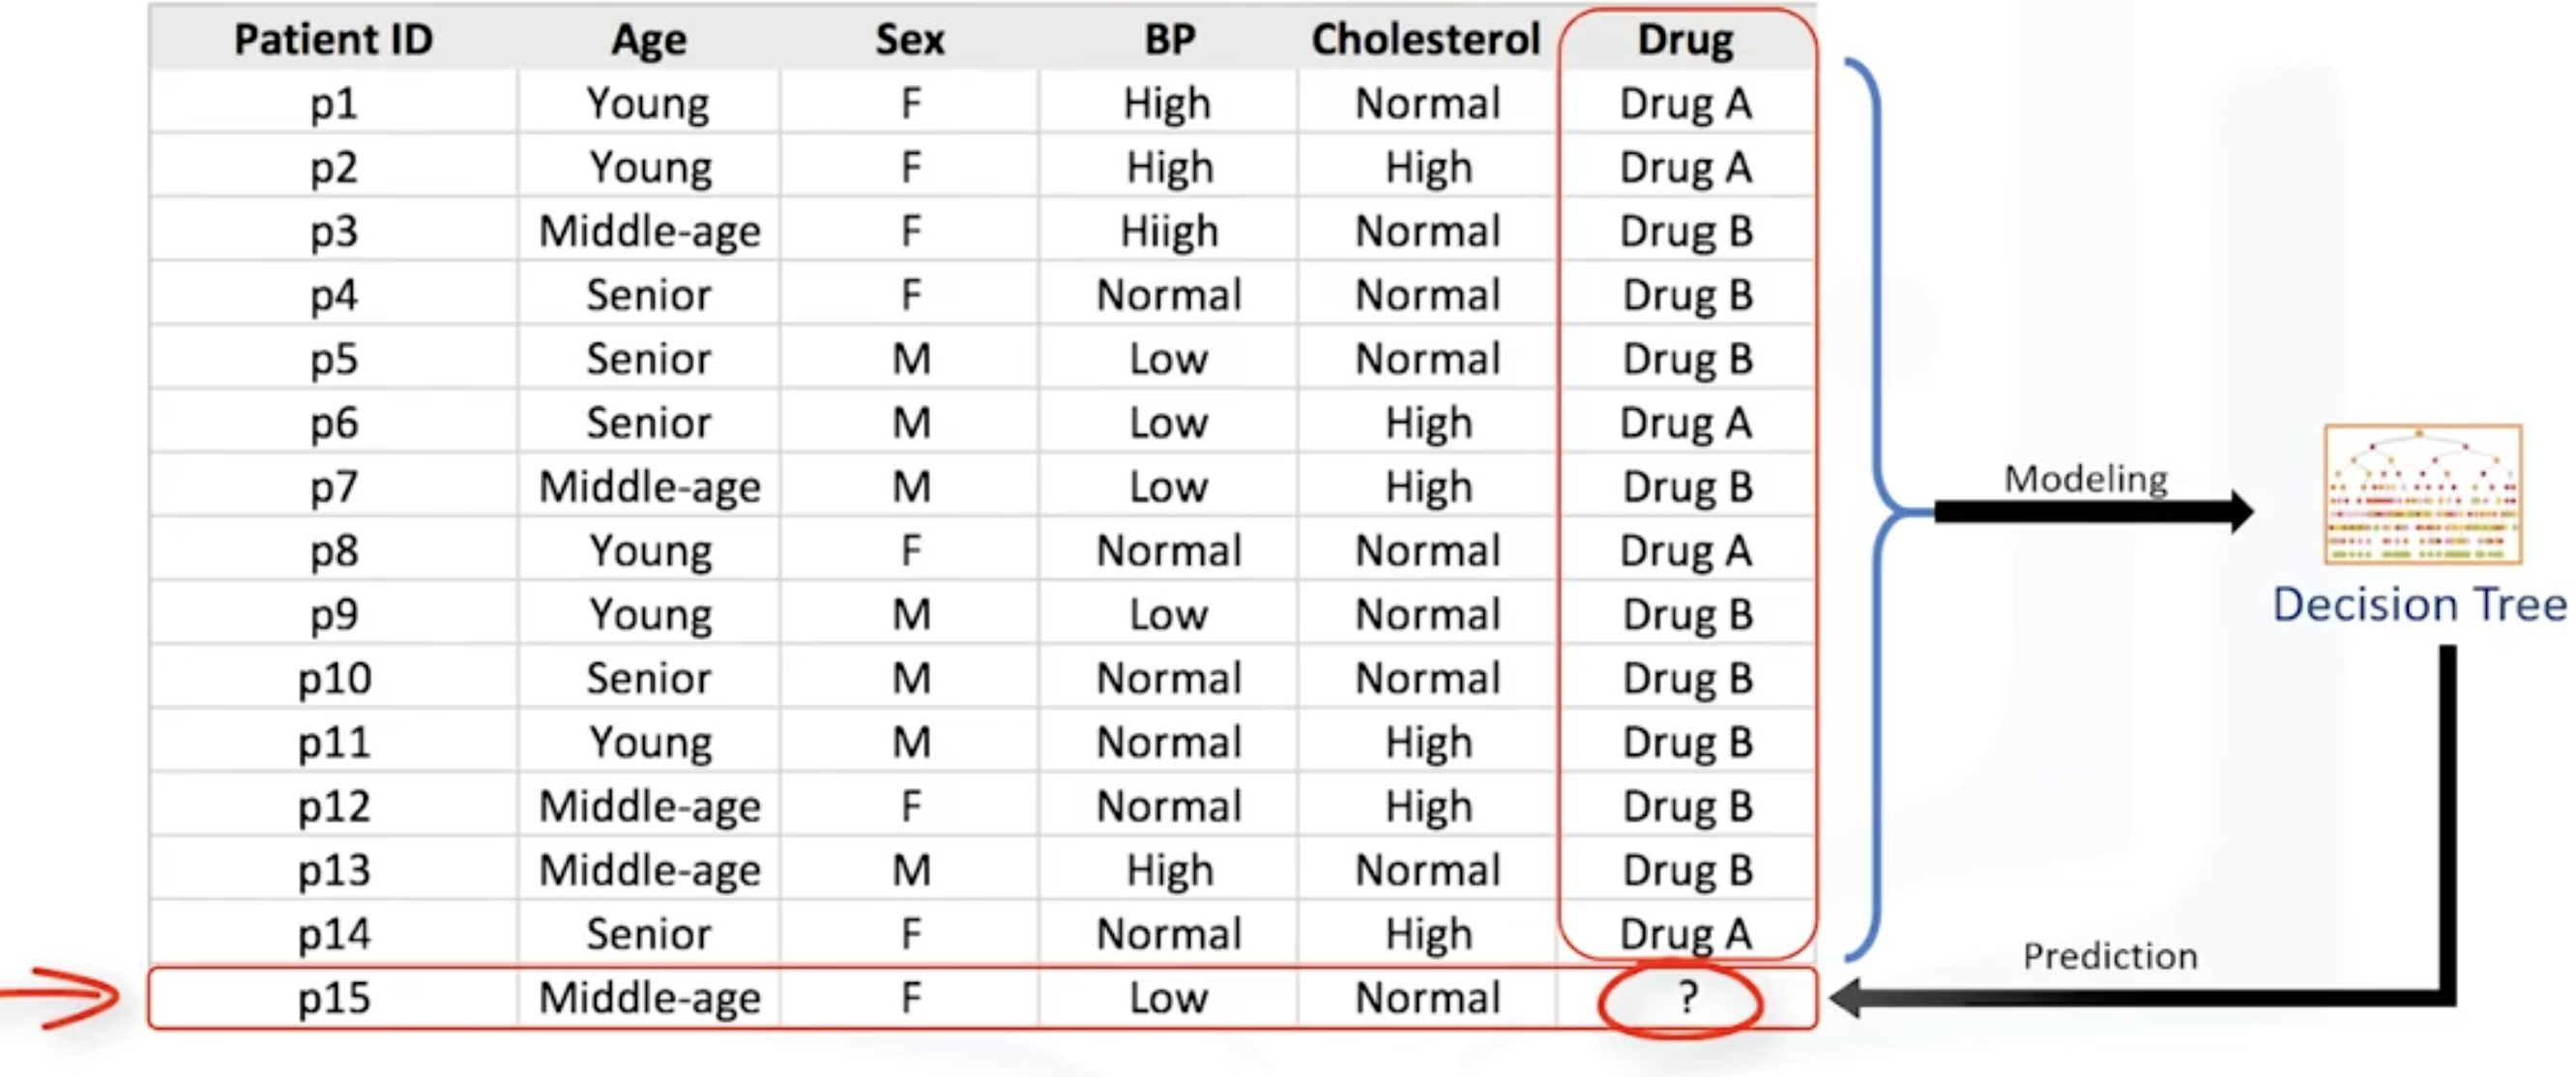 Patient ID Age Sex BP Cholesterol Drug
p1 Young F High Normal Drug A
p2 Young F High High Drug A
p3 Middle-age F Hiigh Normal Drug B
p4 Senior F Normal Normal Drug B
p5 Senior M Low Normal Drug B
p6 Senior M Low High Drug A
p7 Middle-age M Low High Drug B
p8 Young F Normal Normal Drug A
p9 Young M Low Normal Drug B
p10 Senior M Normal Normal Drug B
p11 Young M Normal High Drug B
p12 Middle-age F Normal High Drug B
p13 Middle-age M High Normal Drug B
p14 Senior F Normal High Drug A
p15 Middle-age F Low Normal ?
Modeling
Decision Tree
Prediction